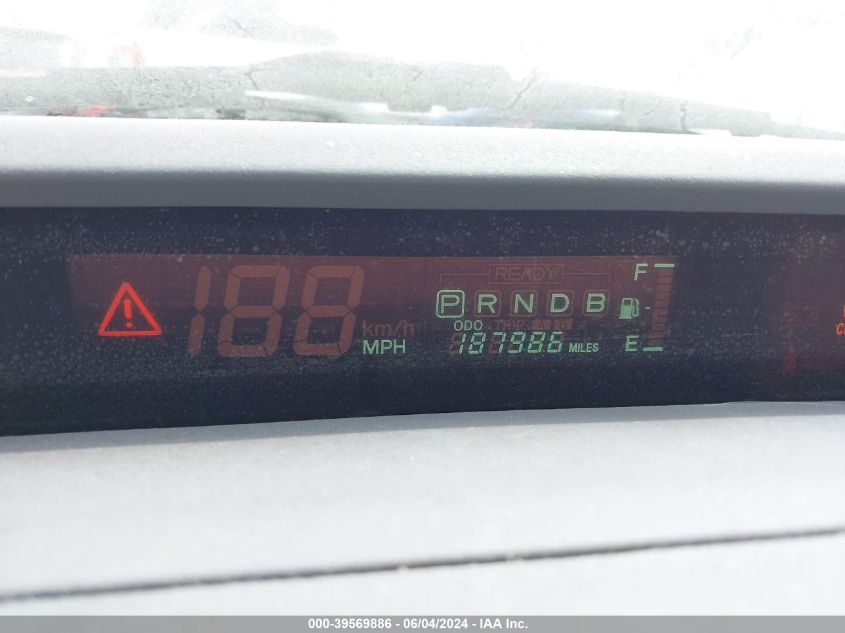 READY
F
P R N D B
188 km/h
ODO TRIP
MPH
187986 MILES
E
000-39569886 - 06/04/2024 - IAA Inc.